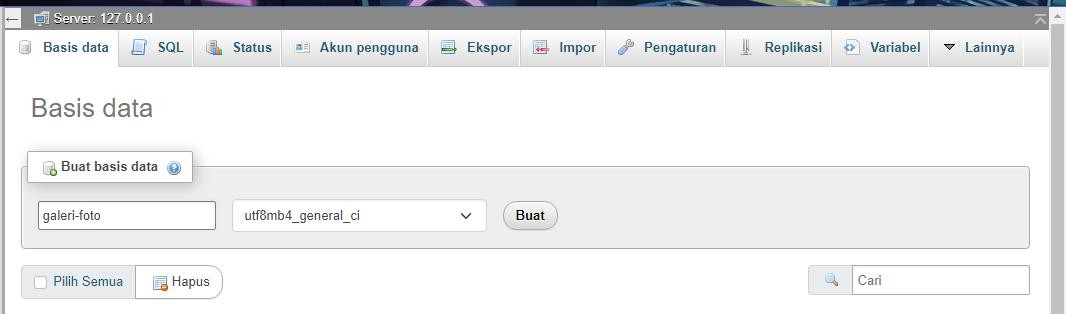 Server: 127.0.0.1
Basis data SQL Status Akun pengguna Ekspor Impor Pengaturan Replikasi Variabel Lainnya
Basis data
Buat basis data
galeri-foto utf8mb4_general_ci Buat
Pilih Semua Hapus Cari